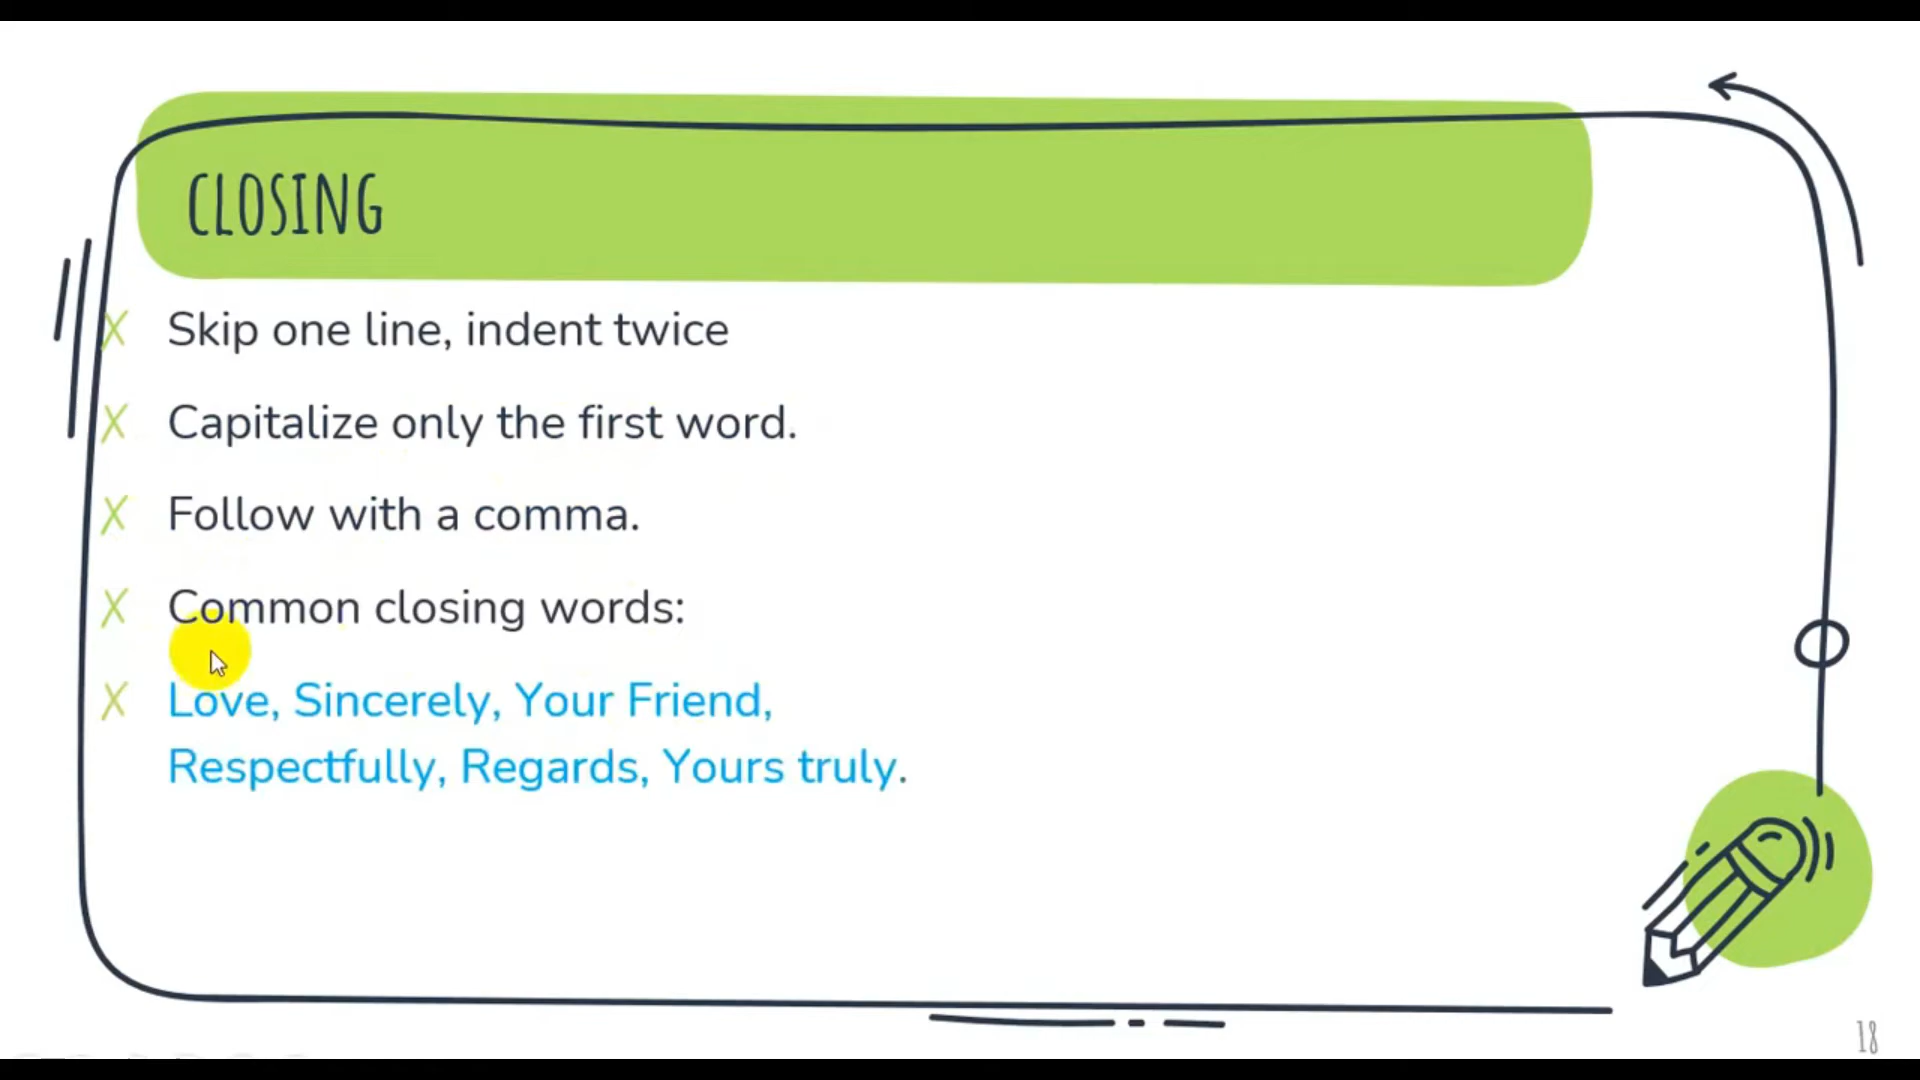 CLOSING
Skip one line, indent twice
Capitalize only the first word.
Follow with a comma.
Common closing words:
Love, Sincerely, Your Friend,
Respectfully, Regards, Yours truly.
18